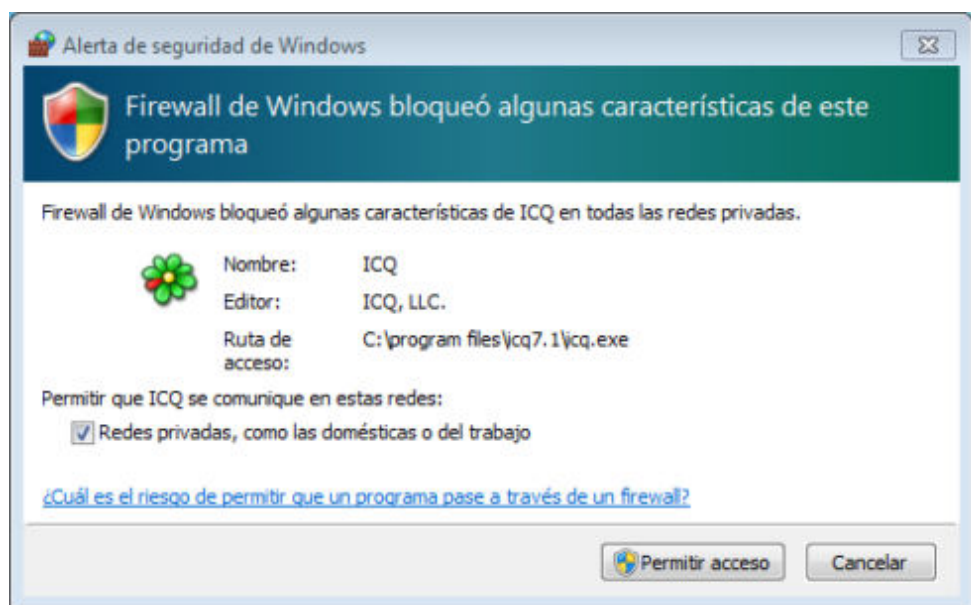 Alerta de seguridad de Windows
Firewall de Windows bloqueó algunas características de este
programa
Firewall de Windows bloqueó algunas características de ICQ en todas las redes privadas.
Nombre: ICQ
Editor: ICQ, LLC.
Ruta de C:\program files\icq7.1\icq.exe
acceso:
Permitir que ICQ se comunique en estas redes:
Redes privadas, como las domésticas o del trabajo
¿Cuál es el riesgo de permitir que un programa pase a través de un firewall?
Permitir acceso Cancelar